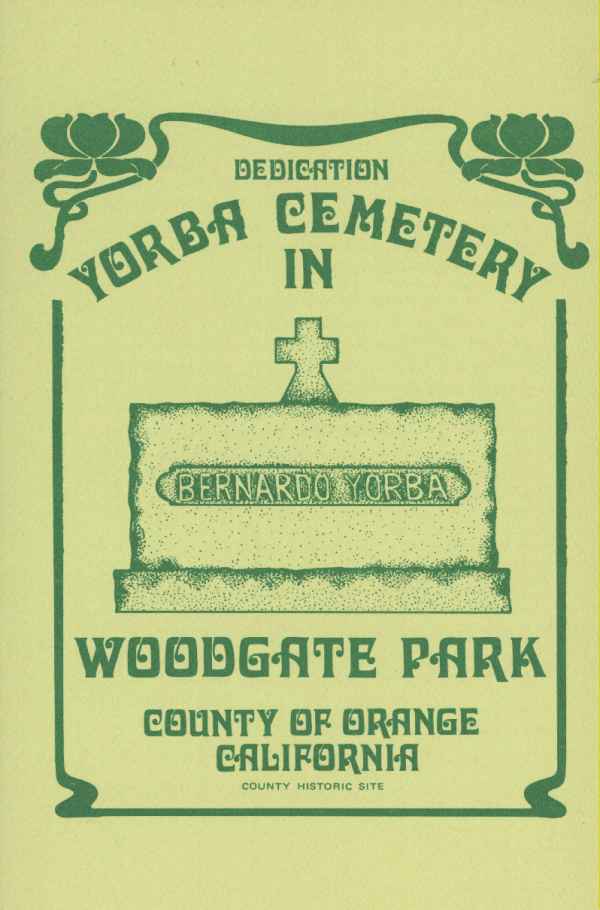 DEDICATION
YORBA CEMETERY
IN
BERNARDO YORBA
WOODGATE PARK
COUNTY OF ORANGE
CALIFORNIA
COUNTY HISTORIC SITE